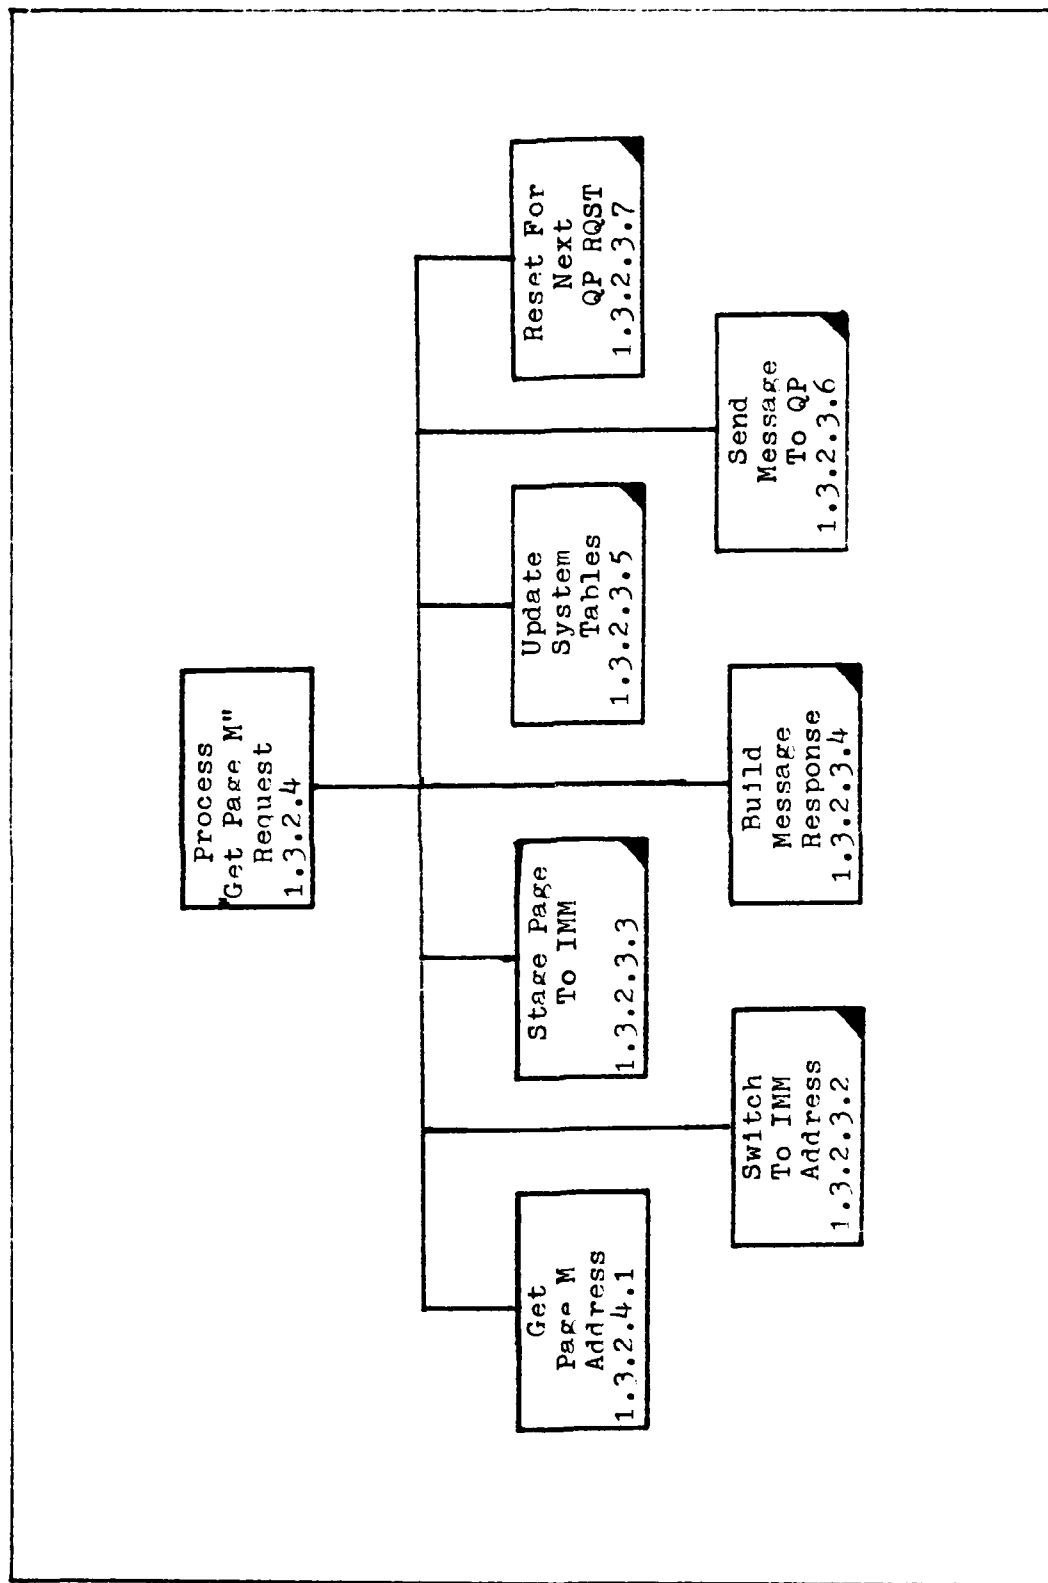 Process
"Get Page M"
Request
1.3.2.4
Get
Page M
Address
1.3.2.4.1
Switch
To IMM
Address
1.3.2.3.2
Stage Page
To IMM
1.3.2.3.3
Build
Message
Response
1.3.2.3.4
Update
System
Tables
1.3.2.3.5
Send
Message
To QP
1.3.2.3.6
Reset For
Next
QP RQST
1.3.2.3.7